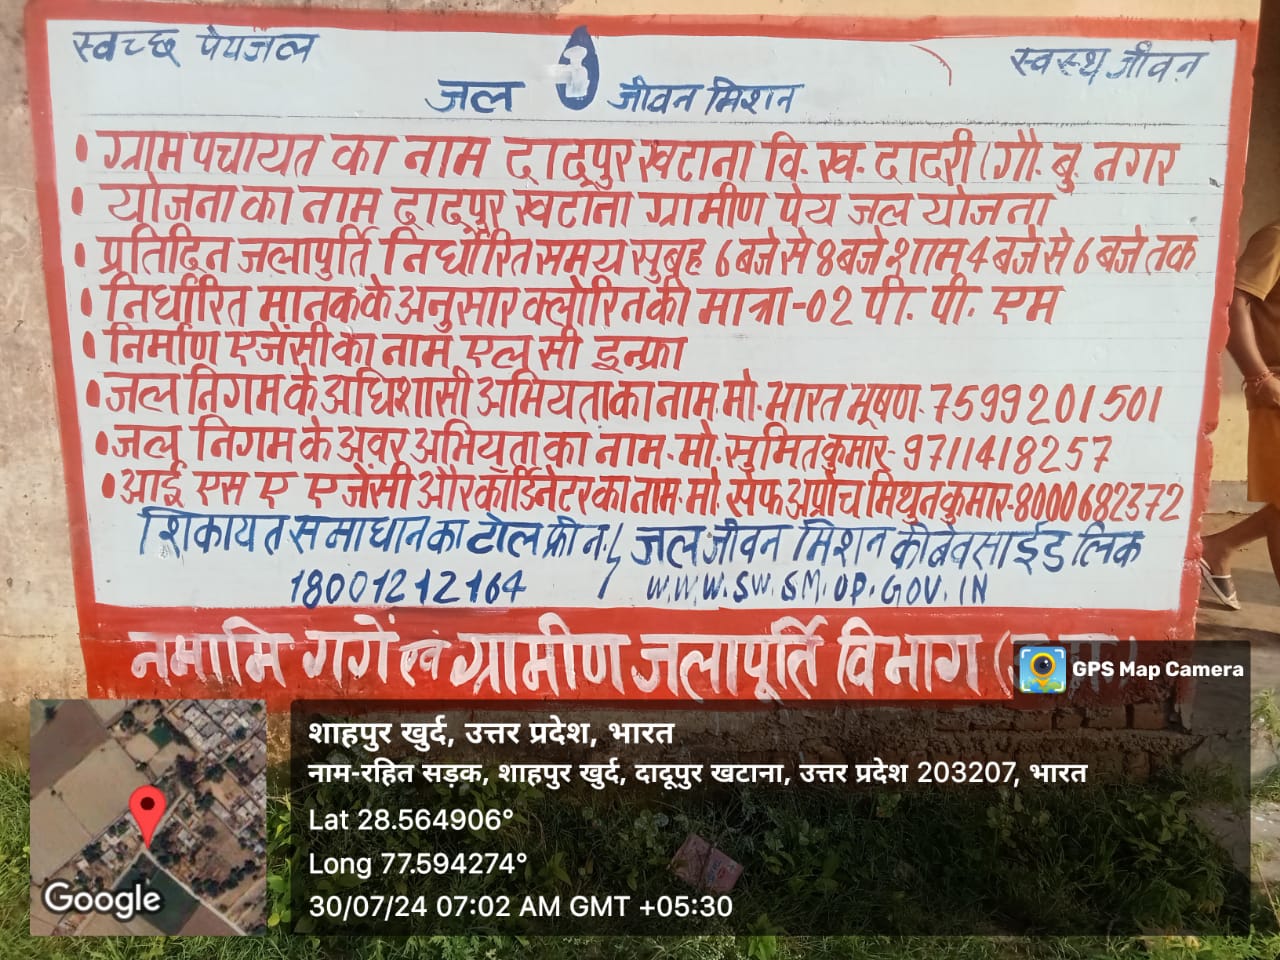 स्वच्छ पेयजल
स्वस्थ जीवन
जल जीवन मिशन
• ग्राम पचायत का नाम दादूपुर खटाना वि. ख. दादरी (गौ. बु. नगर
• योजना का नाम दादूपुर खटाना ग्रामीण पेय जल योजना
• प्रतिदिन जलापुर्ति निर्धारित समय सुबह 6 बजे से 8 बजे शाम 4 बजे से 6 बजे तक
• निर्धारित मानक के अनुसार क्लोरिन की मात्रा-02 पी. पी. एम
• निर्माण एजेंसी का नाम एल सी इन्फ्रा
• जल निगम के अधिशासी अभियता का नाम. मो. भारत भूषण. 7599201501
• जल निगम के अवर अभियता का नाम. मो. सुमित कुमार- 9711418257
• आई एस ए एजेंसी और कार्डिनेटर का नाम. मो. सेफ अप्रोच मिथुन कुमार-8000682372
शिकायत समाधान का टोल फ्री न. / जल जीवन मिशन की बेवसाईड लिक
18001212164 / W.W.W.SW.SM.UP.GOV.IN
नमामि गगें एवं ग्रामीण जलापूर्ति विभाग (
GPS Map Camera
शाहपुर खुर्द, उत्तर प्रदेश, भारत
नाम-रहित सड़क, शाहपुर खुर्द, दादूपुर खटाना, उत्तर प्रदेश 203207, भारत
Lat 28.564906°
Long 77.594274°
30/07/24 07:02 AM GMT +05:30
Google